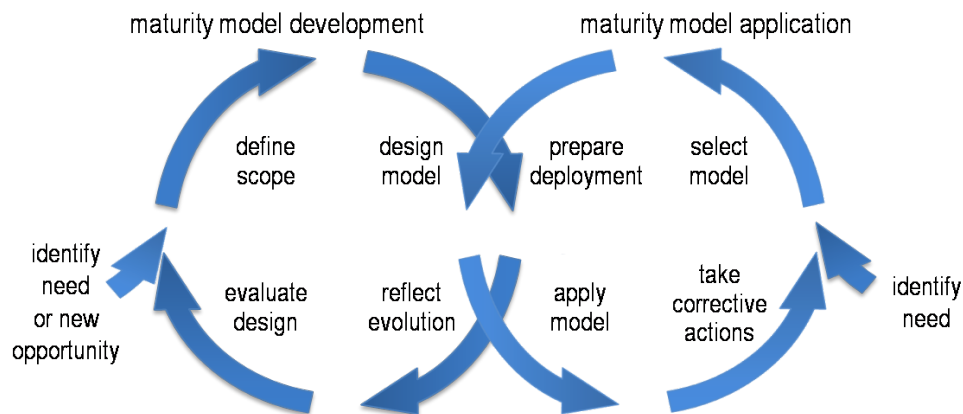 maturity model development
maturity model application
define
scope
design
model
prepare
deployment
select
model
identify
need
or new
opportunity
evaluate
design
reflect
evolution
apply
model
take
corrective
actions
identify
need